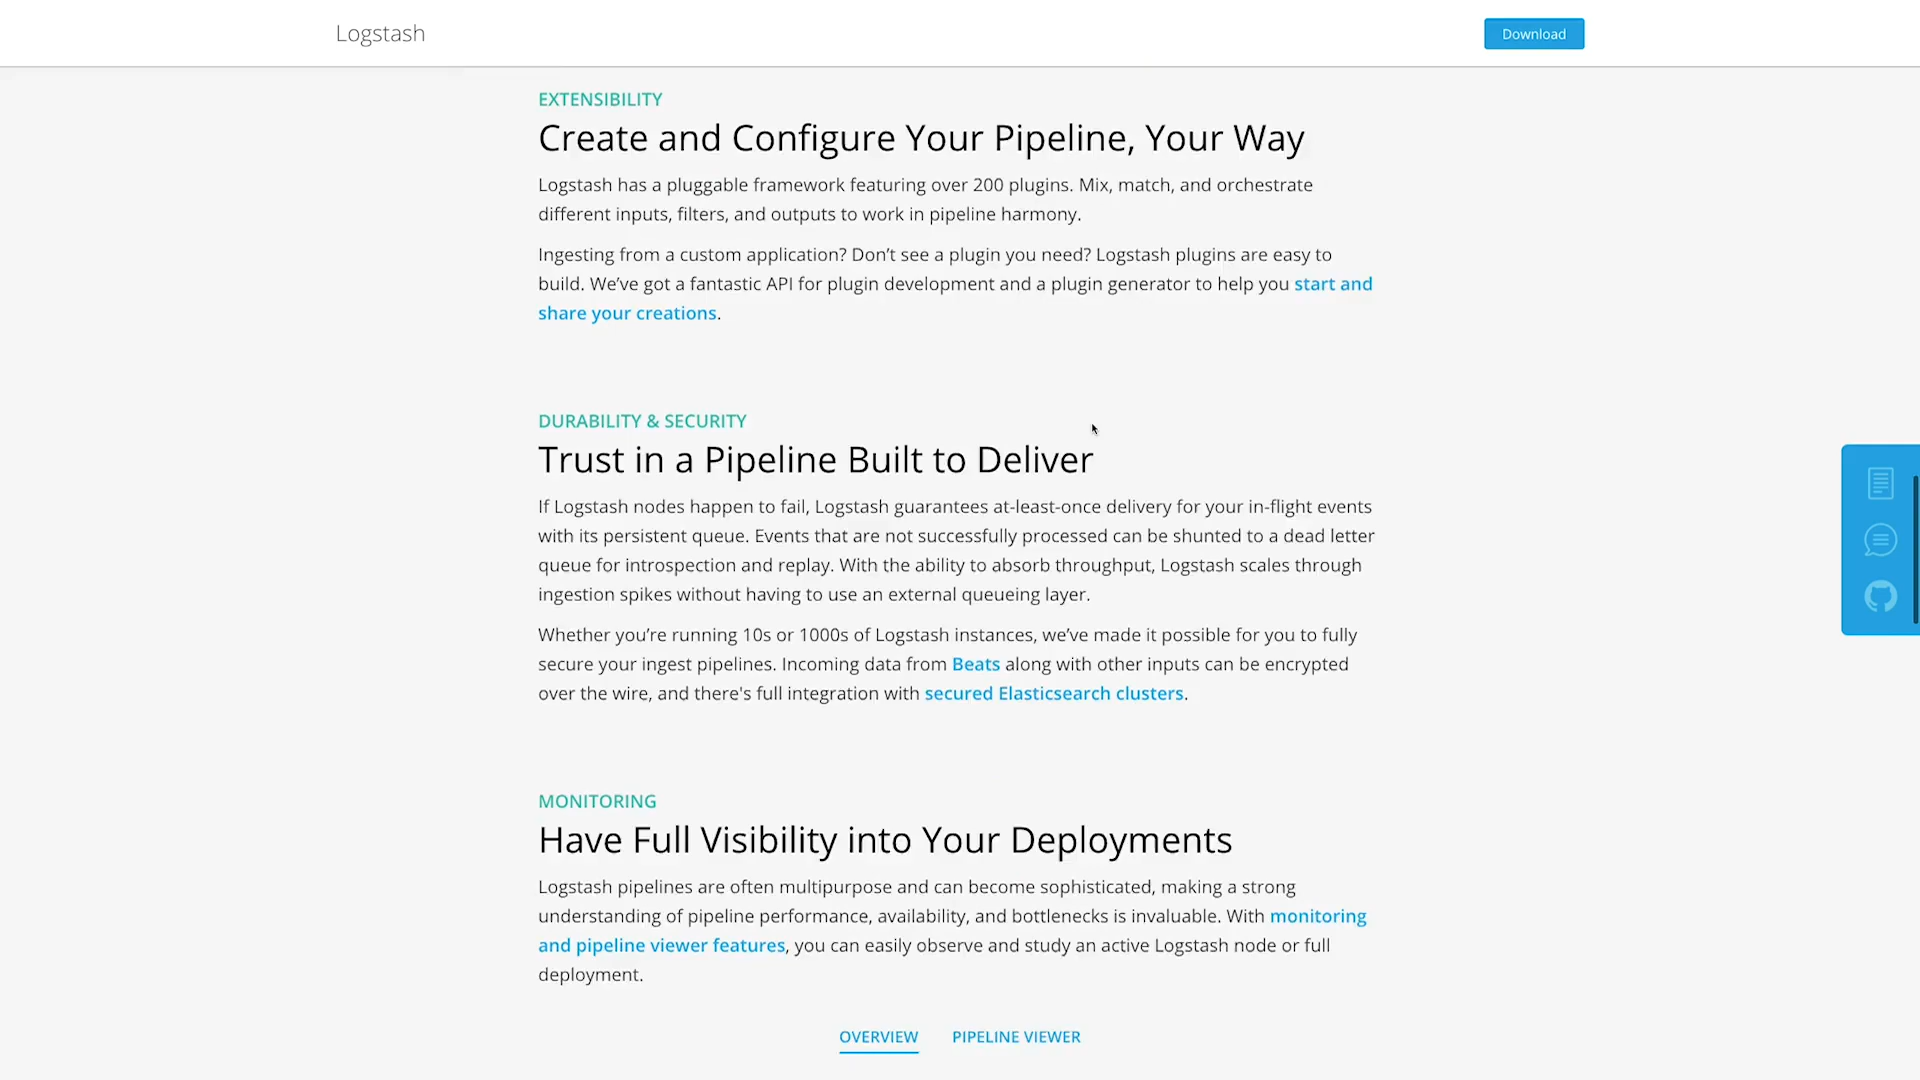 Logstash
Download
EXTENSIBILITY
Create and Configure Your Pipeline, Your Way
Logstash has a pluggable framework featuring over 200 plugins. Mix, match, and orchestrate
different inputs, filters, and outputs to work in pipeline harmony.
Ingesting from a custom application? Don’t see a plugin you need? Logstash plugins are easy to
build. We’ve got a fantastic API for plugin development and a plugin generator to help you start and
share your creations.
DURABILITY & SECURITY
Trust in a Pipeline Built to Deliver
If Logstash nodes happen to fail, Logstash guarantees at-least-once delivery for your in-flight events
with its persistent queue. Events that are not successfully processed can be shunted to a dead letter
queue for introspection and replay. With the ability to absorb throughput, Logstash scales through
ingestion spikes without having to use an external queueing layer.
Whether you’re running 10s or 1000s of Logstash instances, we’ve made it possible for you to fully
secure your ingest pipelines. Incoming data from Beats along with other inputs can be encrypted
over the wire, and there's full integration with secured Elasticsearch clusters.
MONITORING
Have Full Visibility into Your Deployments
Logstash pipelines are often multipurpose and can become sophisticated, making a strong
understanding of pipeline performance, availability, and bottlenecks is invaluable. With monitoring
and pipeline viewer features, you can easily observe and study an active Logstash node or full
deployment.
OVERVIEW PIPELINE VIEWER